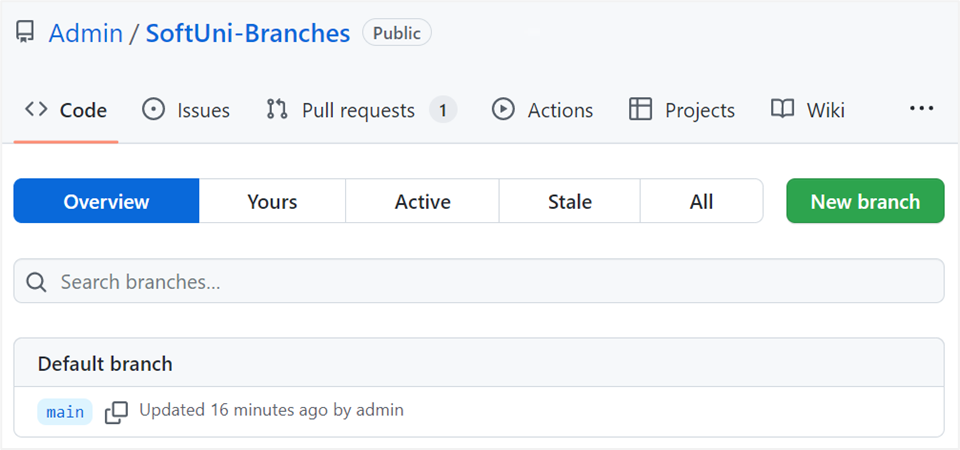 Admin / SoftUni-Branches Public
Code Issues Pull requests 1 Actions Projects Wiki ...
Overview Yours Active Stale All New branch
Search branches...
Default branch
main Updated 16 minutes ago by admin